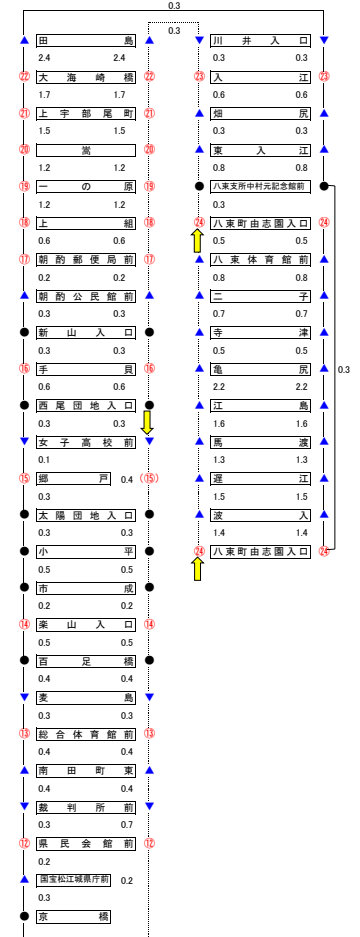 0.3
0.3
田島
2.4 2.4
㉒ 大海崎橋 ㉒
1.7 1.7
㉑ 上宇部尾町 ㉑
1.5 1.5
⑳ 嵩 ⑳
1.2 1.2
⑲ 一の原 ⑲
1.2 1.2
⑱ 上組 ⑱
0.6 0.6
⑰ 朝酌郵便局前 ⑰
0.2 0.2
朝酌公民館前
0.3 0.3
新山入口
0.3 0.3
⑯ 手貝 ⑯
0.6 0.6
西尾団地入口
0.3 0.3
女子高校前
0.1
⑮ 郷戸 0.4 (⑮)
0.3
太陽団地入口
0.3 0.3
小平
0.5 0.5
市成
0.2 0.2
⑭ 楽山入口 ⑭
0.5 0.5
百足橋
0.4 0.4
麦島
0.3 0.3
⑬ 総合体育館前 ⑬
0.4 0.4
南田町東
0.4 0.4
裁判所前
0.3 0.7
⑫ 県民会館前 ⑫
0.2
国宝松江城県庁前 0.2
0.3
京橋
川井入口
0.3 0.3
㉓ 入江 ㉓
0.6 0.6
畑尻
0.3 0.3
東入江
0.8 0.8
八束支所中村元記念館前
0.3
㉔ 八束町由志園入口 ㉔
0.5 0.5
八束体育館前
0.8 0.8
二子
0.7 0.7
寺津
0.5 0.5
亀尻
0.3
2.2 2.2
江島
1.6 1.6
馬渡
1.3 1.3
遅江
1.5 1.5
波入
1.4 1.4
㉔ 八束町由志園入口 ㉔